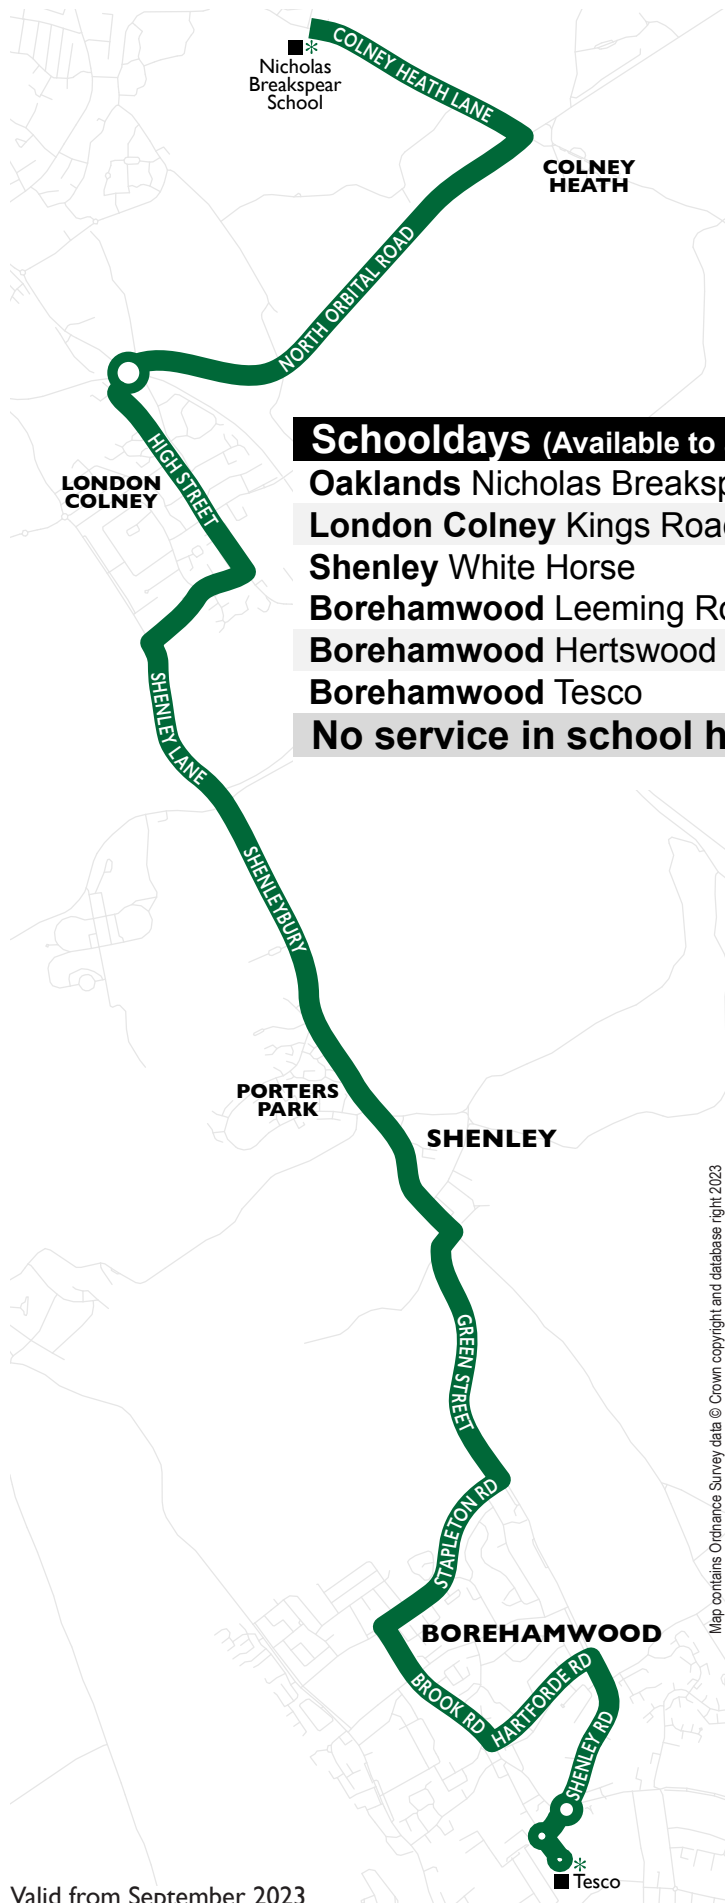 COLNEY HEATH LANE
Nicholas
Breakspear
School
COLNEY
HEATH
NORTH ORBITAL ROAD
HIGH STREET
LONDON
COLNEY
Schooldays (Available to
Oaklands Nicholas Breaksp
London Colney Kings Roa
Shenley White Horse
Borehamwood Leeming Ro
Borehamwood Hertswood
Borehamwood Tesco
No service in school h
SHENLEY LANE
SHENLEYBURY
PORTERS
PARK
SHENLEY
GREEN STREET
STAPLETON RD
BOREHAMWOOD
BROOK RD
HARTFORDE RD
SHENLEY RD
Tesco
Map contains Ordnance Survey data © Crown copyright and database right 2023
Valid from September 2023